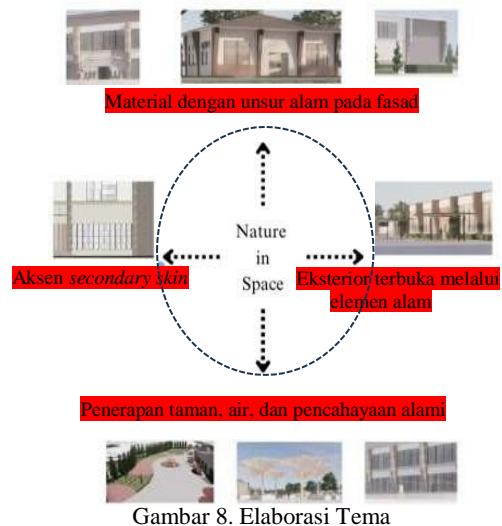 Material dengan unsur alam pada fasad
Nature
in
Space
Aksen secondary skin
Eksterior terbuka melalui
elemen alam
Penerapan taman, air, dan pencahayaan alami
Gambar 8. Elaborasi Tema